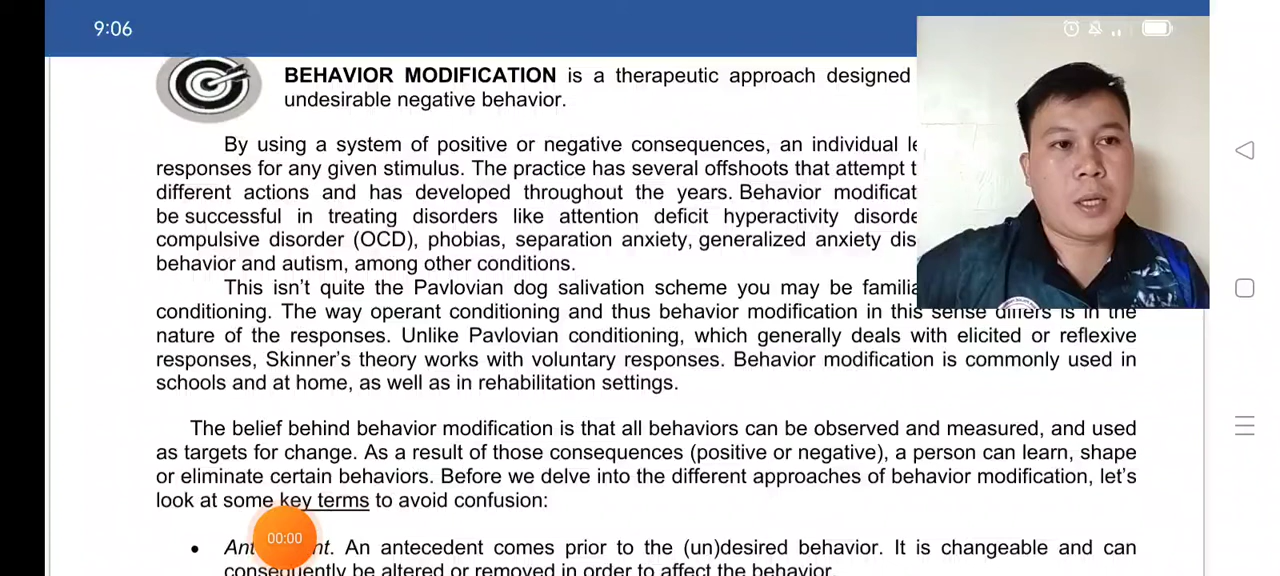 9:06
BEHAVIOR MODIFICATION is a therapeutic approach designed
undesirable negative behavior.
By using a system of positive or negative consequences, an individual
responses for any given stimulus. The practice has several offshoots that attempt
different actions and has developed throughout the years. Behavior
be successful in treating disorders like attention deficit hyperactivity
compulsive disorder (OCD), phobias, separation anxiety, generalized anxiety
behavior and autism, among other conditions.
This isn't quite the Pavlovian dog salivation scheme you may be
conditioning. The way operant conditioning and thus behavior modification in this sense differs is in the
nature of the responses. Unlike Pavlovian conditioning, which generally deals with elicited or reflexive
responses, Skinner's theory works with voluntary responses. Behavior modification is commonly used in
schools and at home, as well as in rehabilitation settings.
The belief behind behavior modification is that all behaviors can be observed and measured, and used
as targets for change. As a result of those consequences (positive or negative), a person can learn, shape
or eliminate certain behaviors. Before we delve into the different approaches of behavior modification, let's
look at some key terms to avoid confusion:
00:00
• An antecedent comes prior to the (un)desired behavior. It is changeable and can
consequently be altered or removed in order to affect the behavior.